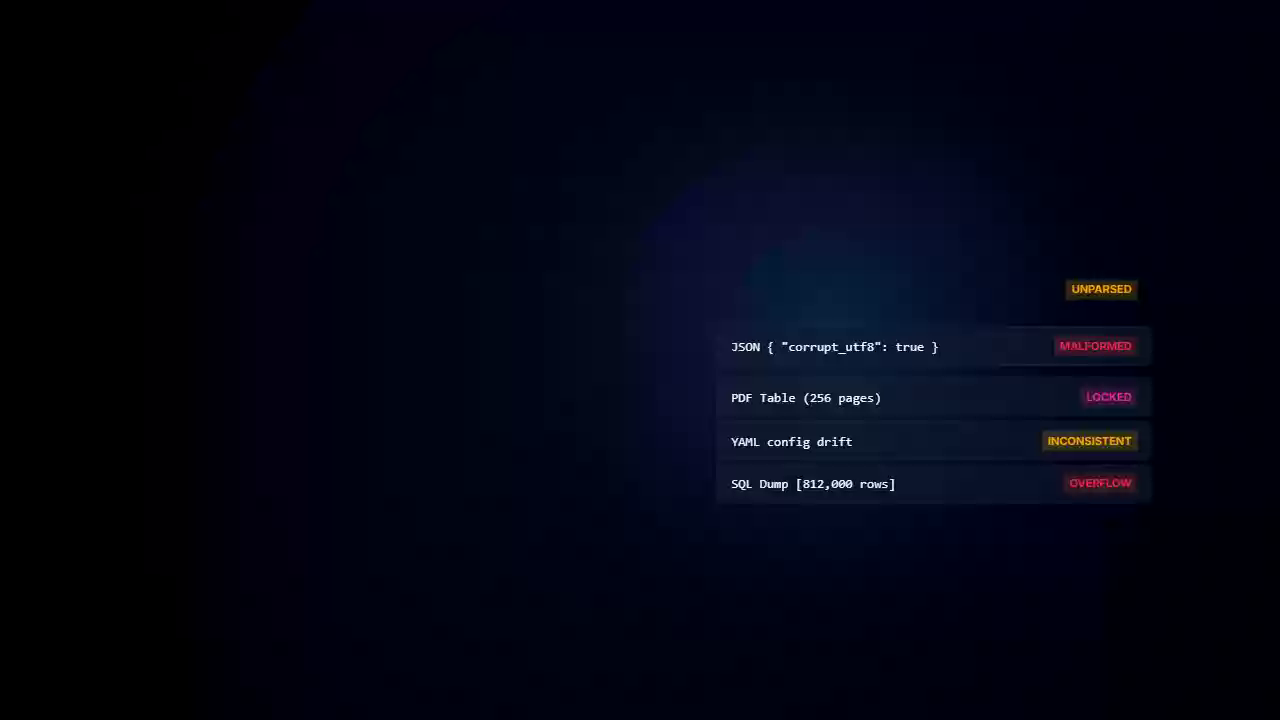 UNPARSED
JSON { "corrupt_utf8": true } MALFORMED
PDF Table (256 pages) LOCKED
YAML config drift INCONSISTENT
SQL Dump [812,000 rows] OVERFLOW